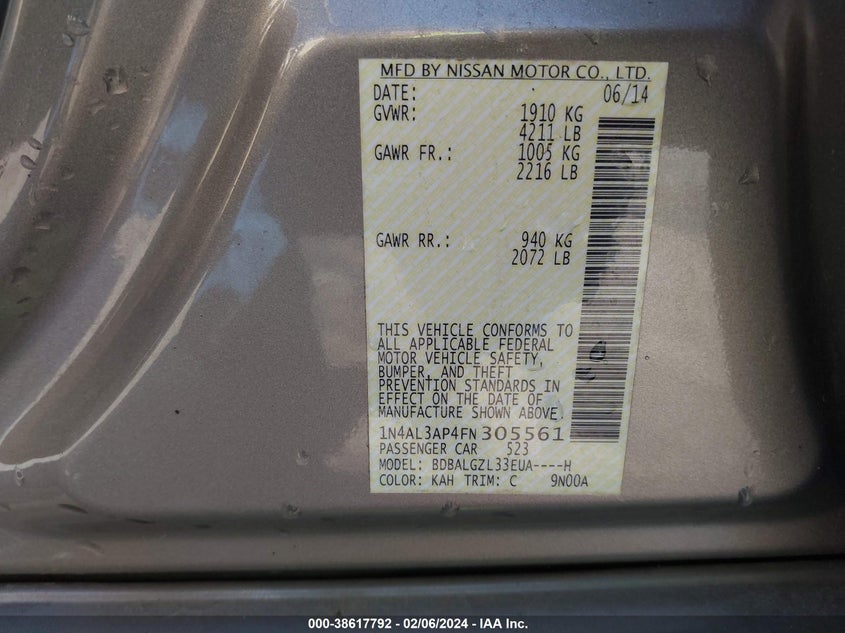 MFD BY NISSAN MOTOR CO., LTD.
DATE: 06/14
GVWR: 1910 KG
4211 LB
GAWR FR.: 1005 KG
2216 LB
GAWR RR.: 940 KG
2072 LB
THIS VEHICLE CONFORMS TO
ALL APPLICABLE FEDERAL
MOTOR VEHICLE SAFETY,
BUMPER, AND THEFT
PREVENTION STANDARDS IN
EFFECT ON THE DATE OF
MANUFACTURE SHOWN ABOVE.
1N4AL3AP4FN305561
PASSENGER CAR 523
MODEL: BDBALGZL33EUA----H
COLOR: KAH TRIM: C 9N00A
000-38617792 - 02/06/2024 - IAA Inc.